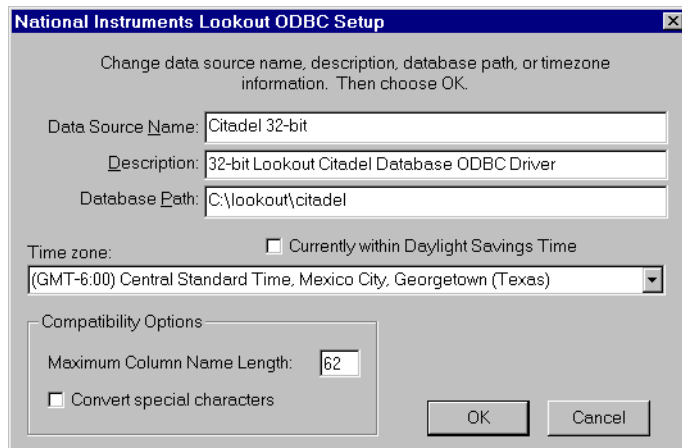 National Instruments Lookout ODBC Setup
Change data source name, description, database path, or timezone
information. Then choose OK.
Data Source Name: Citadel 32-bit
Description: 32-bit Lookout Citadel Database ODBC Driver
Database Path: C:\lookout\citadel
Time zone: Currently within Daylight Savings Time
(GMT-6:00) Central Standard Time, Mexico City, Georgetown (Texas)
Compatibility Options
Maximum Column Name Length: 62
Convert special characters
OK Cancel